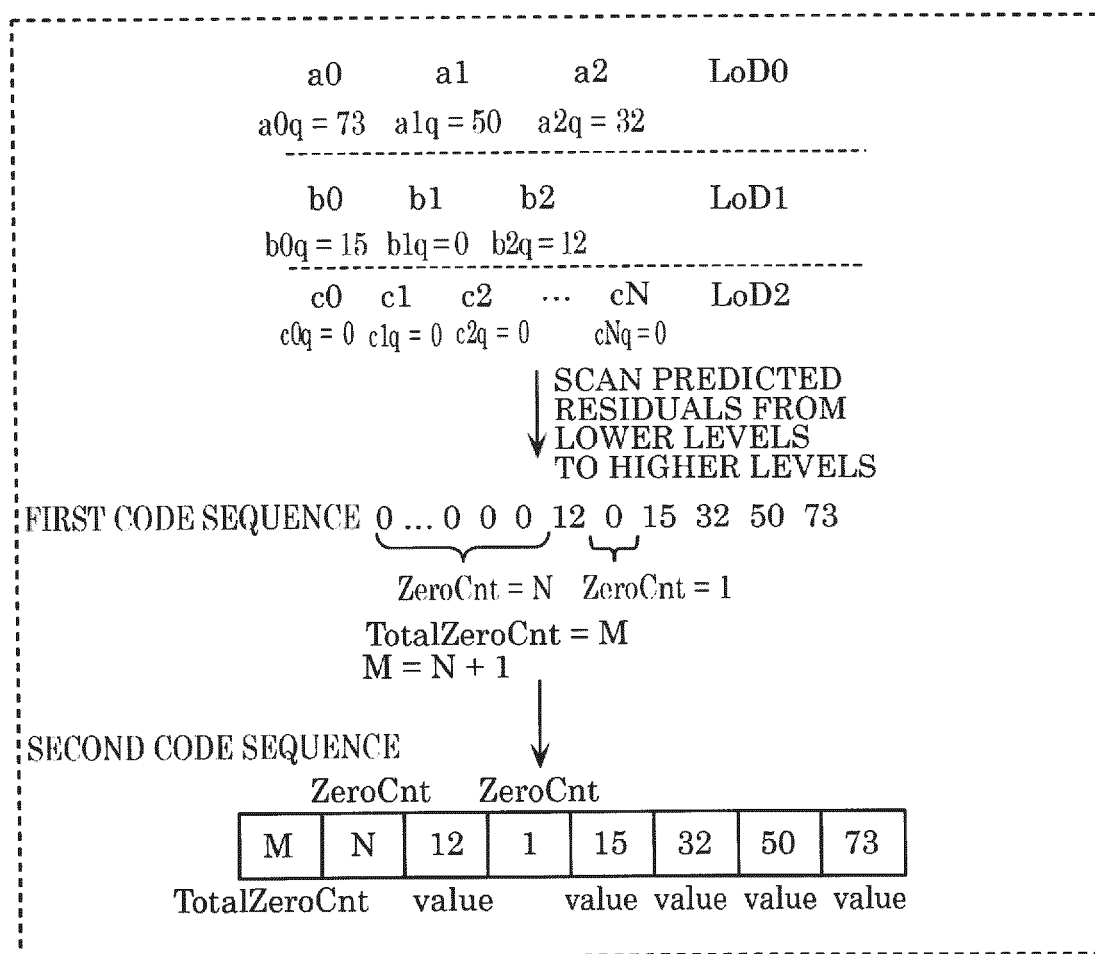 a0 a1 a2 LoD0
a0q = 73 a1q = 50 a2q = 32
b0 b1 b2 LoD1
b0q = 15 b1q = 0 b2q = 12
c0 c1 c2 ... cN LoD2
c0q = 0 c1q = 0 c2q = 0 cNq = 0
SCAN PREDICTED
RESIDUALS FROM
LOWER LEVELS
TO HIGHER LEVELS
FIRST CODE SEQUENCE 0 ... 0 0 0 12 0 15 32 50 73
ZeroCnt = N ZeroCnt = 1
TotalZeroCnt = M
M = N + 1
SECOND CODE SEQUENCE
ZeroCnt ZeroCnt
M N 12 1 15 32 50 73
TotalZeroCnt value value value value value